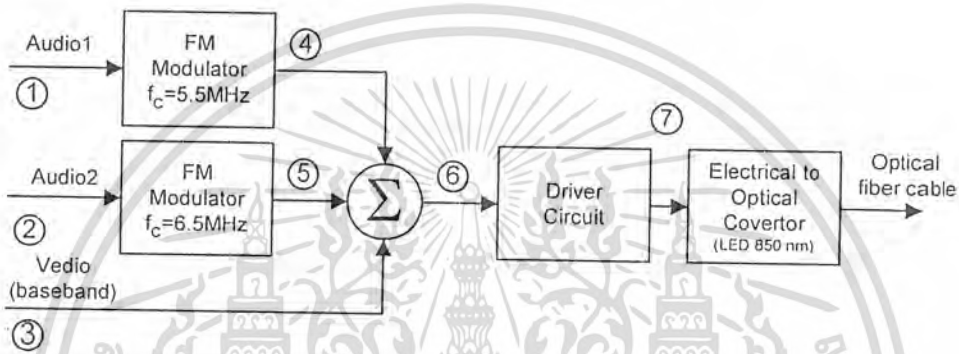 Audio1
①
FM
Modulator
fc=5.5MHz
④
Audio2
②
FM
Modulator
fc=6.5MHz
⑤
Vedio
(baseband)
③
Σ
⑥
Driver
Circuit
⑦
Electrical to
Optical
Covertor
(LED 850 nm)
Optical
fiber cable